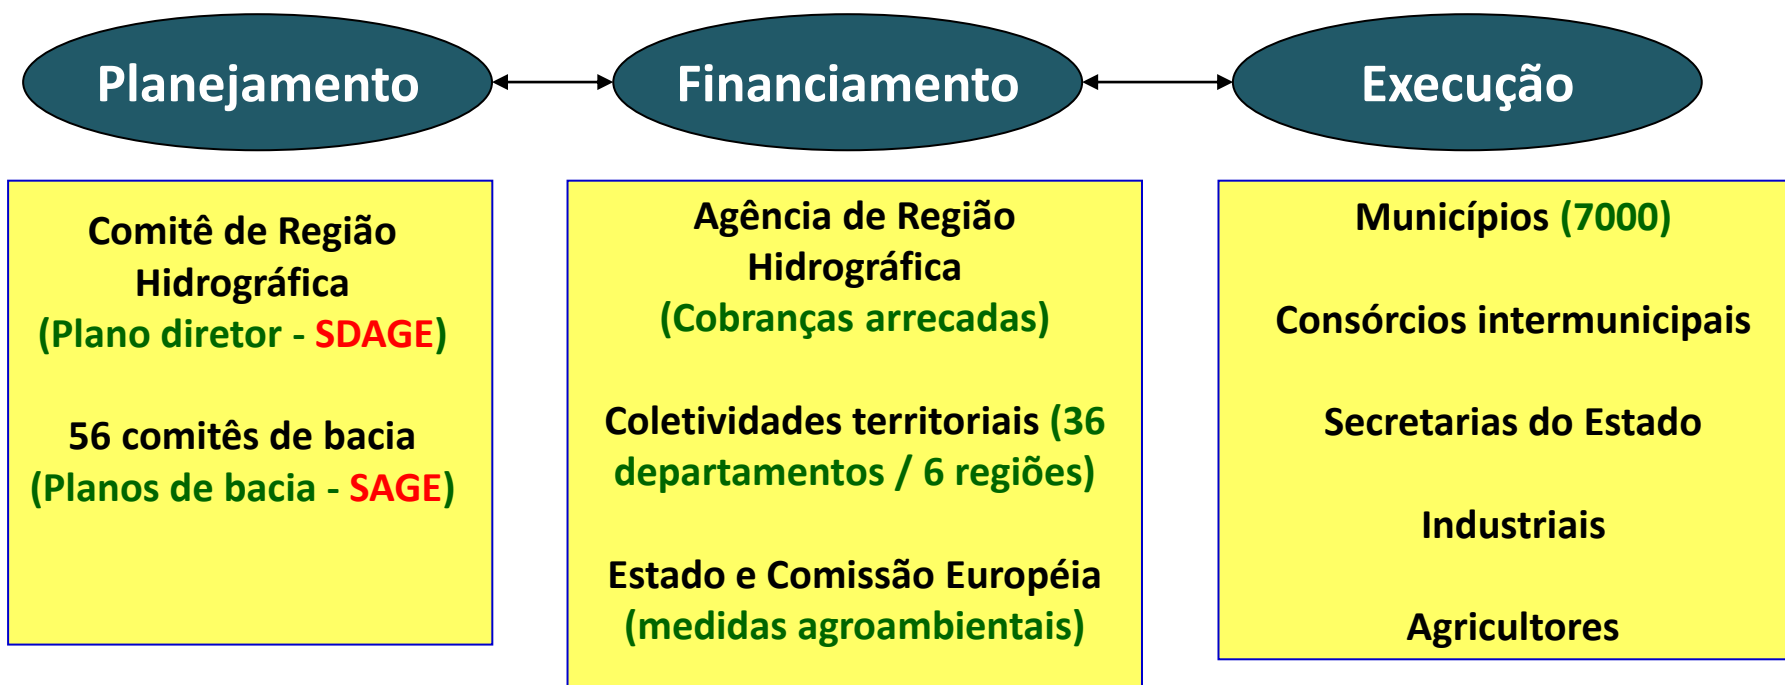 Planejamento
Financiamento
Execução
Comitê de Região
Hidrográfica
(Plano diretor - SDAGE)
56 comitês de bacia
(Planos de bacia - SAGE)
Agência de Região
Hidrográfica
(Cobranças arrecadas)
Coletividades territoriais (36
departamentos / 6 regiões)
Estado e Comissão Européia
(medidas agroambientais)
Municípios (7000)
Consórcios intermunicipais
Secretarias do Estado
Industriais
Agricultores